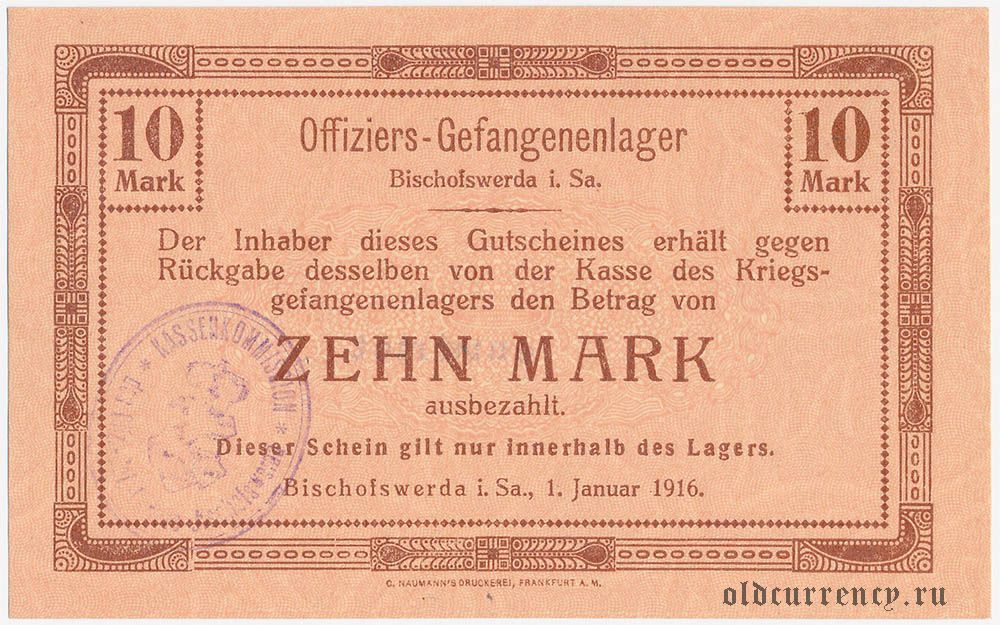 10
Mark
10
Mark
Offiziers-Gefangenenlager
Bischofswerda i. Sa.
Der Inhaber dieses Gutscheines erhält gegen
Rückgabe desselben von der Kasse des Kriegs-
gefangenenlagers den Betrag von
ZEHN MARK
ausbezahlt.
Dieser Schein gilt nur innerhalb des Lagers.
Bischofswerda i. Sa., 1. Januar 1916.
* KASSENKOMMISSION *
C. NAUMANN'S DRUCKEREI, FRANKFURT A. M.
oldcurrency.ru